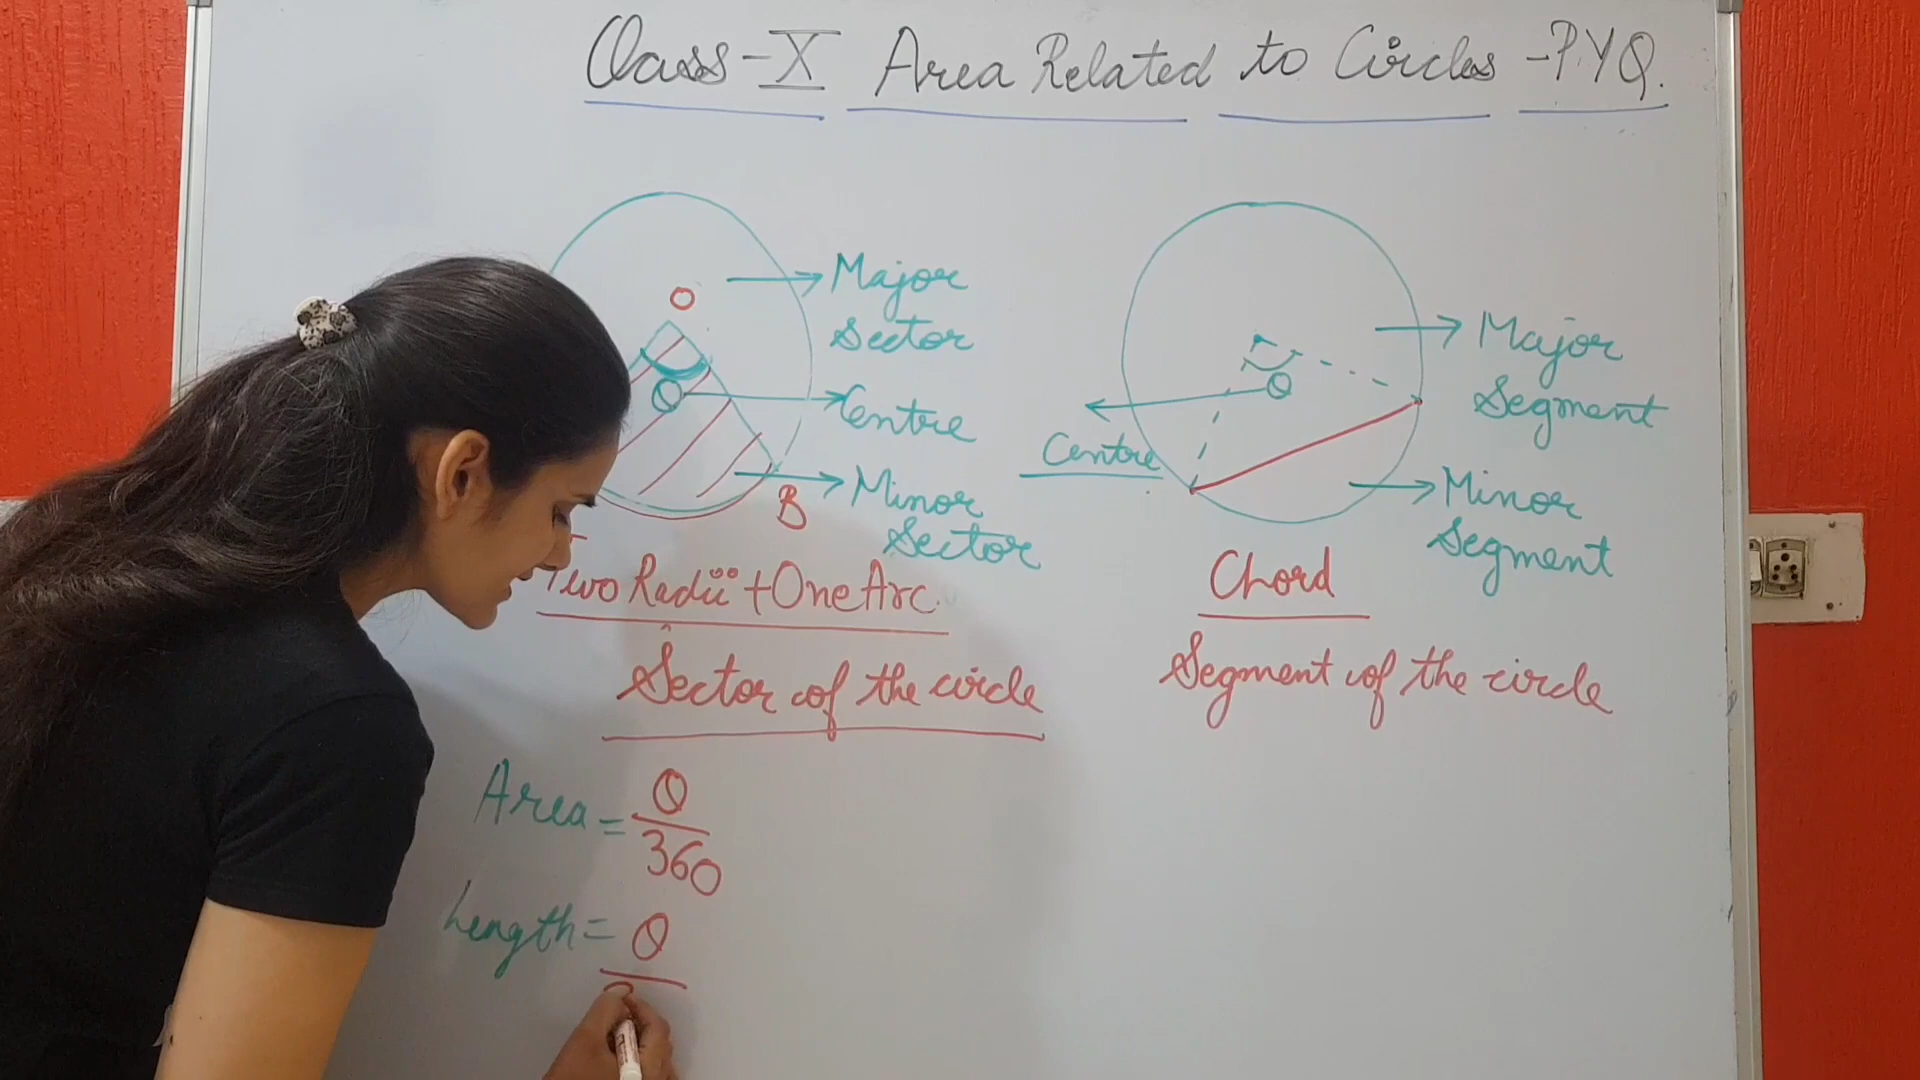 Class-X Area Related to Circles -PYQ.
O
θ
B
Major
Sector
Centre
Minor
Sector
Two Radii + One Arc.
Sector of the circle
Area = θ/360
Length = θ
θ
Centre
Major
Segment
Minor
Segment
Chord
Segment of the circle